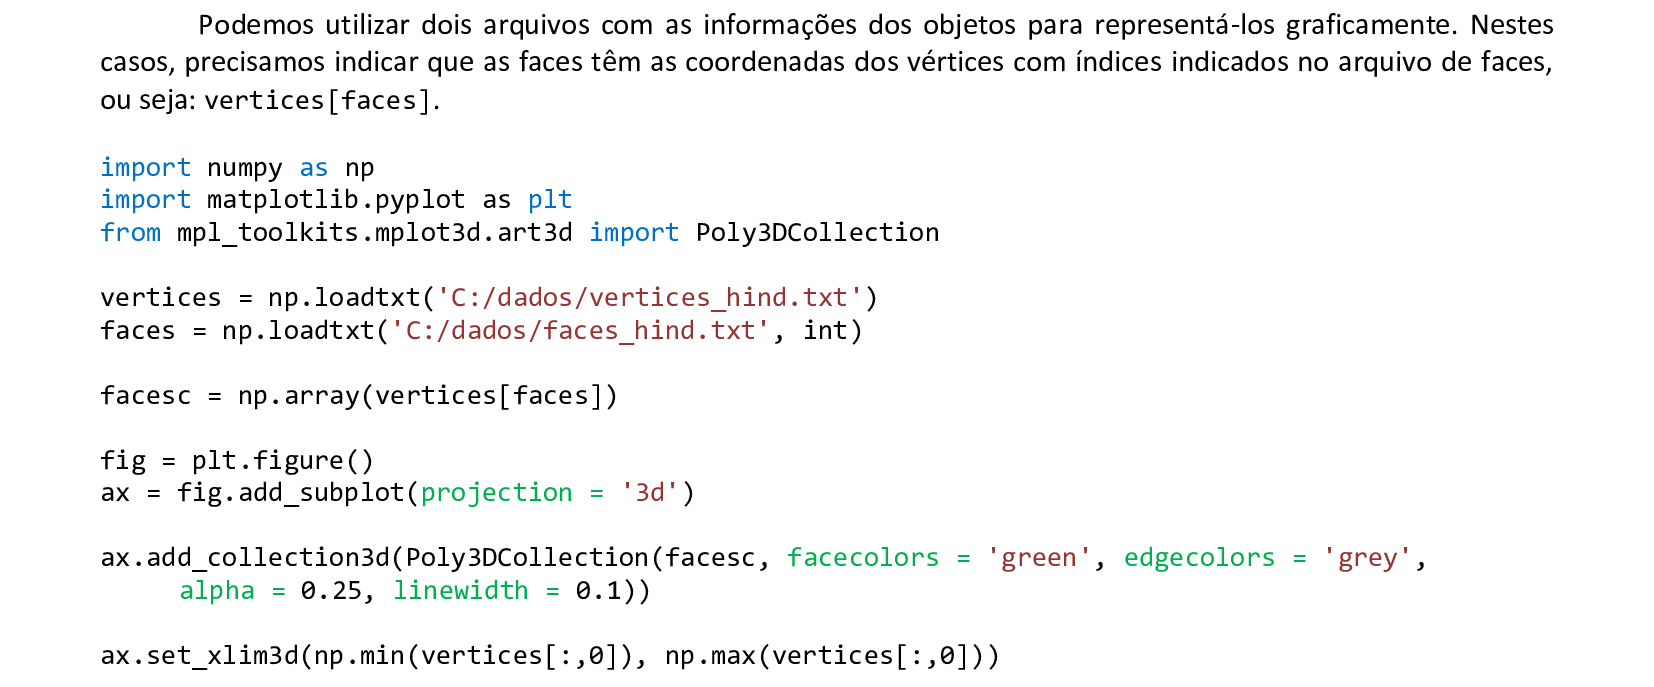 Podemos utilizar dois arquivos com as informações dos objetos para representá-los graficamente. Nestes
casos, precisamos indicar que as faces têm as coordenadas dos vértices com índices indicados no arquivo de faces,
ou seja: vertices[faces].
import numpy as np
import matplotlib.pyplot as plt
from mpl_toolkits.mplot3d.art3d import Poly3DCollection
vertices = np.loadtxt('C:/dados/vertices_hind.txt')
faces = np.loadtxt('C:/dados/faces_hind.txt', int)
facesc = np.array(vertices[faces])
fig = plt.figure()
ax = fig.add_subplot(projection = '3d')
ax.add_collection3d(Poly3DCollection(facesc, facecolors = 'green', edgecolors = 'grey',
alpha = 0.25, linewidth = 0.1))
ax.set_xlim3d(np.min(vertices[:,0]), np.max(vertices[:,0]))